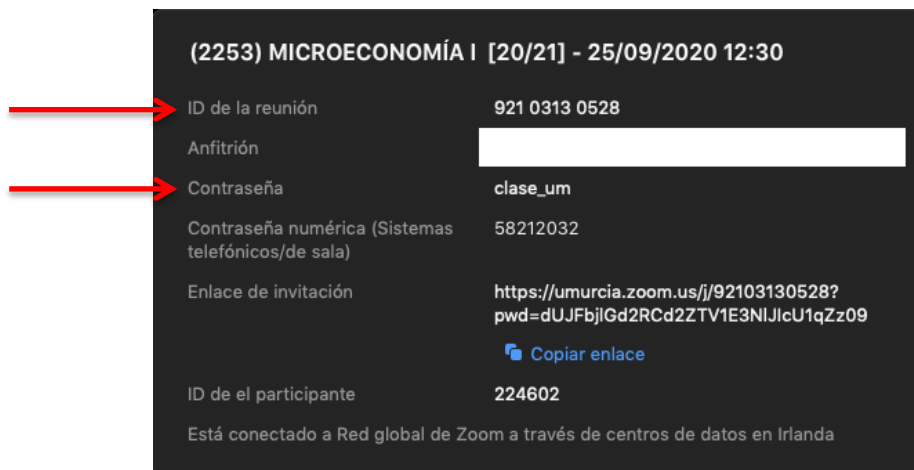 (2253) MICROECONOMÍA I [20/21] - 25/09/2020 12:30
ID de la reunión 921 0313 0528
Anfitrión
Contraseña clase_um
Contraseña numérica (Sistemas 58212032
telefónicos/de sala)
Enlace de invitación https://umurcia.zoom.us/j/92103130528?
pwd=dUJFbjlGd2RCd2ZTV1E3NlJlcU1qZz09
Copiar enlace
ID de el participante 224602
Está conectado a Red global de Zoom a través de centros de datos en Irlanda